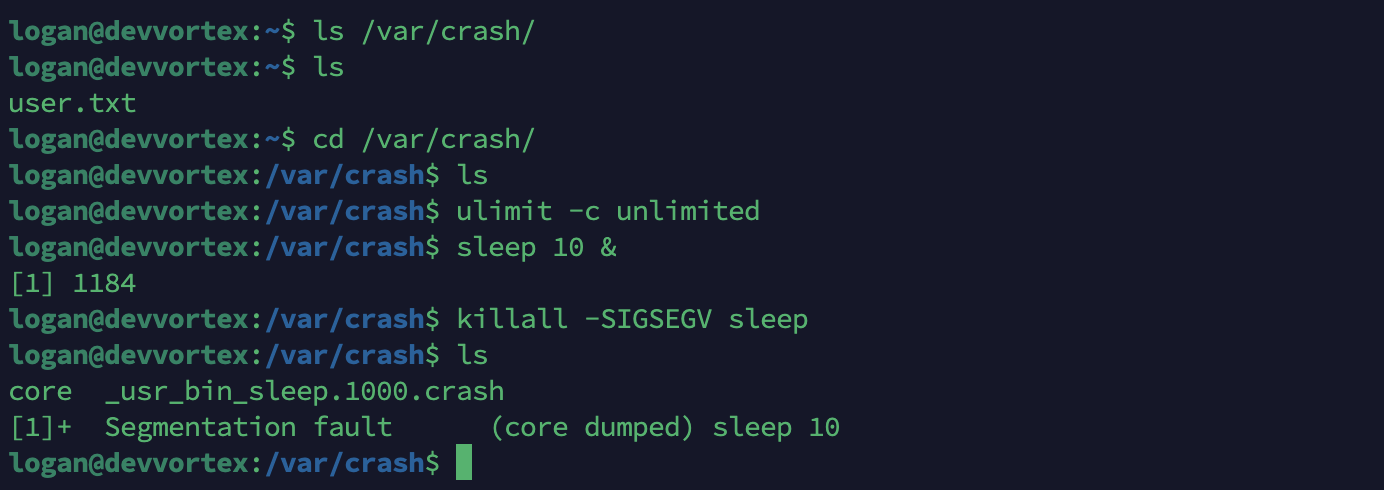 logan@devvortex:~$ ls /var/crash/
logan@devvortex:~$ ls
user.txt
logan@devvortex:~$ cd /var/crash/
logan@devvortex:/var/crash$ ls
logan@devvortex:/var/crash$ ulimit -c unlimited
logan@devvortex:/var/crash$ sleep 10 &
[1] 1184
logan@devvortex:/var/crash$ killall -SIGSEGV sleep
logan@devvortex:/var/crash$ ls
core  _usr_bin_sleep.1000.crash
[1]+  Segmentation fault      (core dumped) sleep 10
logan@devvortex:/var/crash$